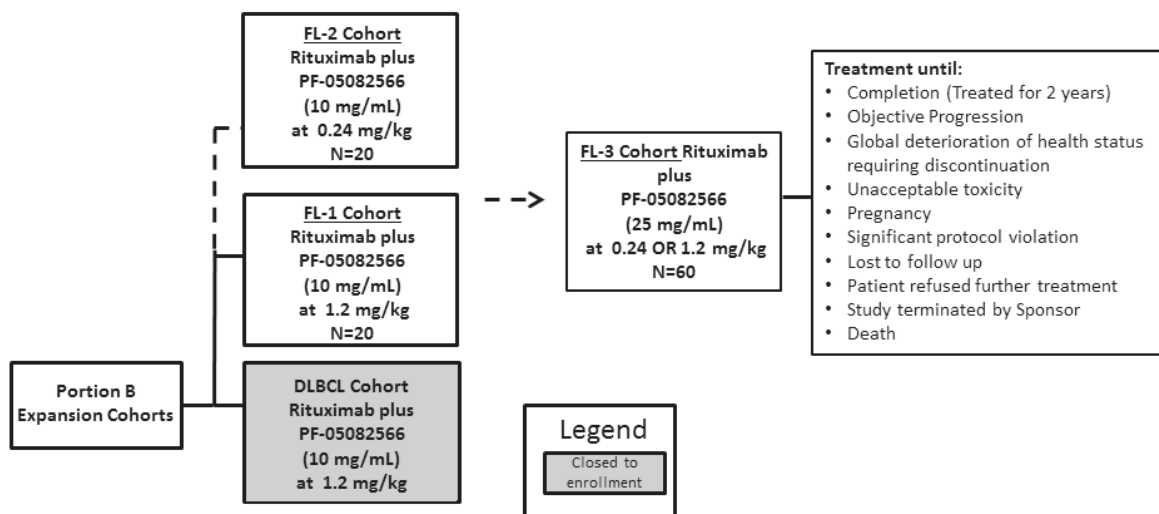 FL-2 Cohort
Rituximab plus
PF-05082566
(10 mg/mL)
at 0.24 mg/kg
N=20
FL-1 Cohort
Rituximab plus
PF-05082566
(10 mg/mL)
at 1.2 mg/kg
N=20
Portion B
Expansion Cohorts
DLBCL Cohort
Rituximab plus
PF-05082566
(10 mg/mL)
at 1.2 mg/kg
FL-3 Cohort Rituximab
plus
PF-05082566
(25 mg/mL)
at 0.24 OR 1.2 mg/kg
N=60
Treatment until:
• Completion (Treated for 2 years)
• Objective Progression
• Global deterioration of health status
requiring discontinuation
• Unacceptable toxicity
• Pregnancy
• Significant protocol violation
• Lost to follow up
• Patient refused further treatment
• Study terminated by Sponsor
• Death
Legend
Closed to
enrollment